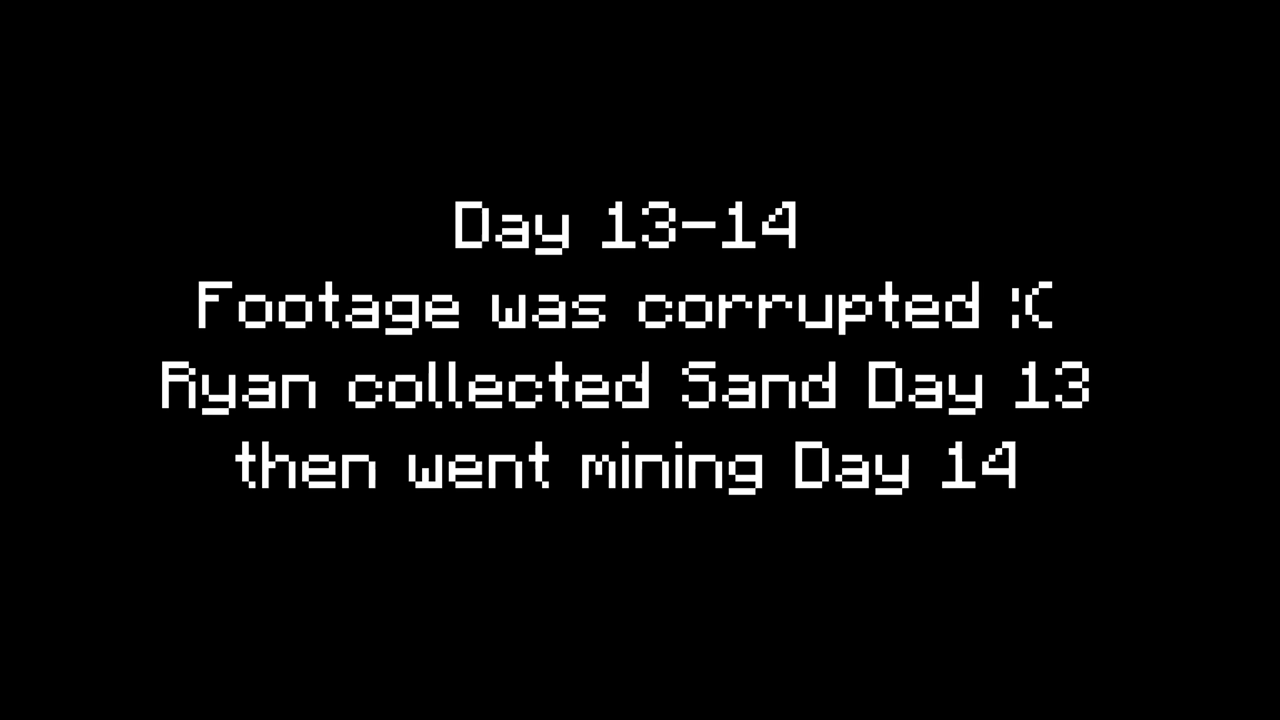 Day 13-14
Footage was corrupted :(
Ryan collected Sand Day 13
then went mining Day 14